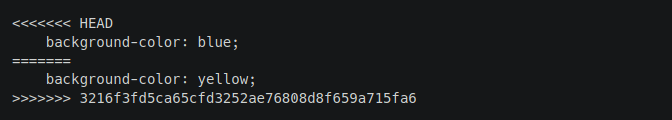 <<<<<<< HEAD
    background-color: blue;
=======
    background-color: yellow;
>>>>>>> 3216f3fd5ca65cfd3252ae76808d8f659a715fa6